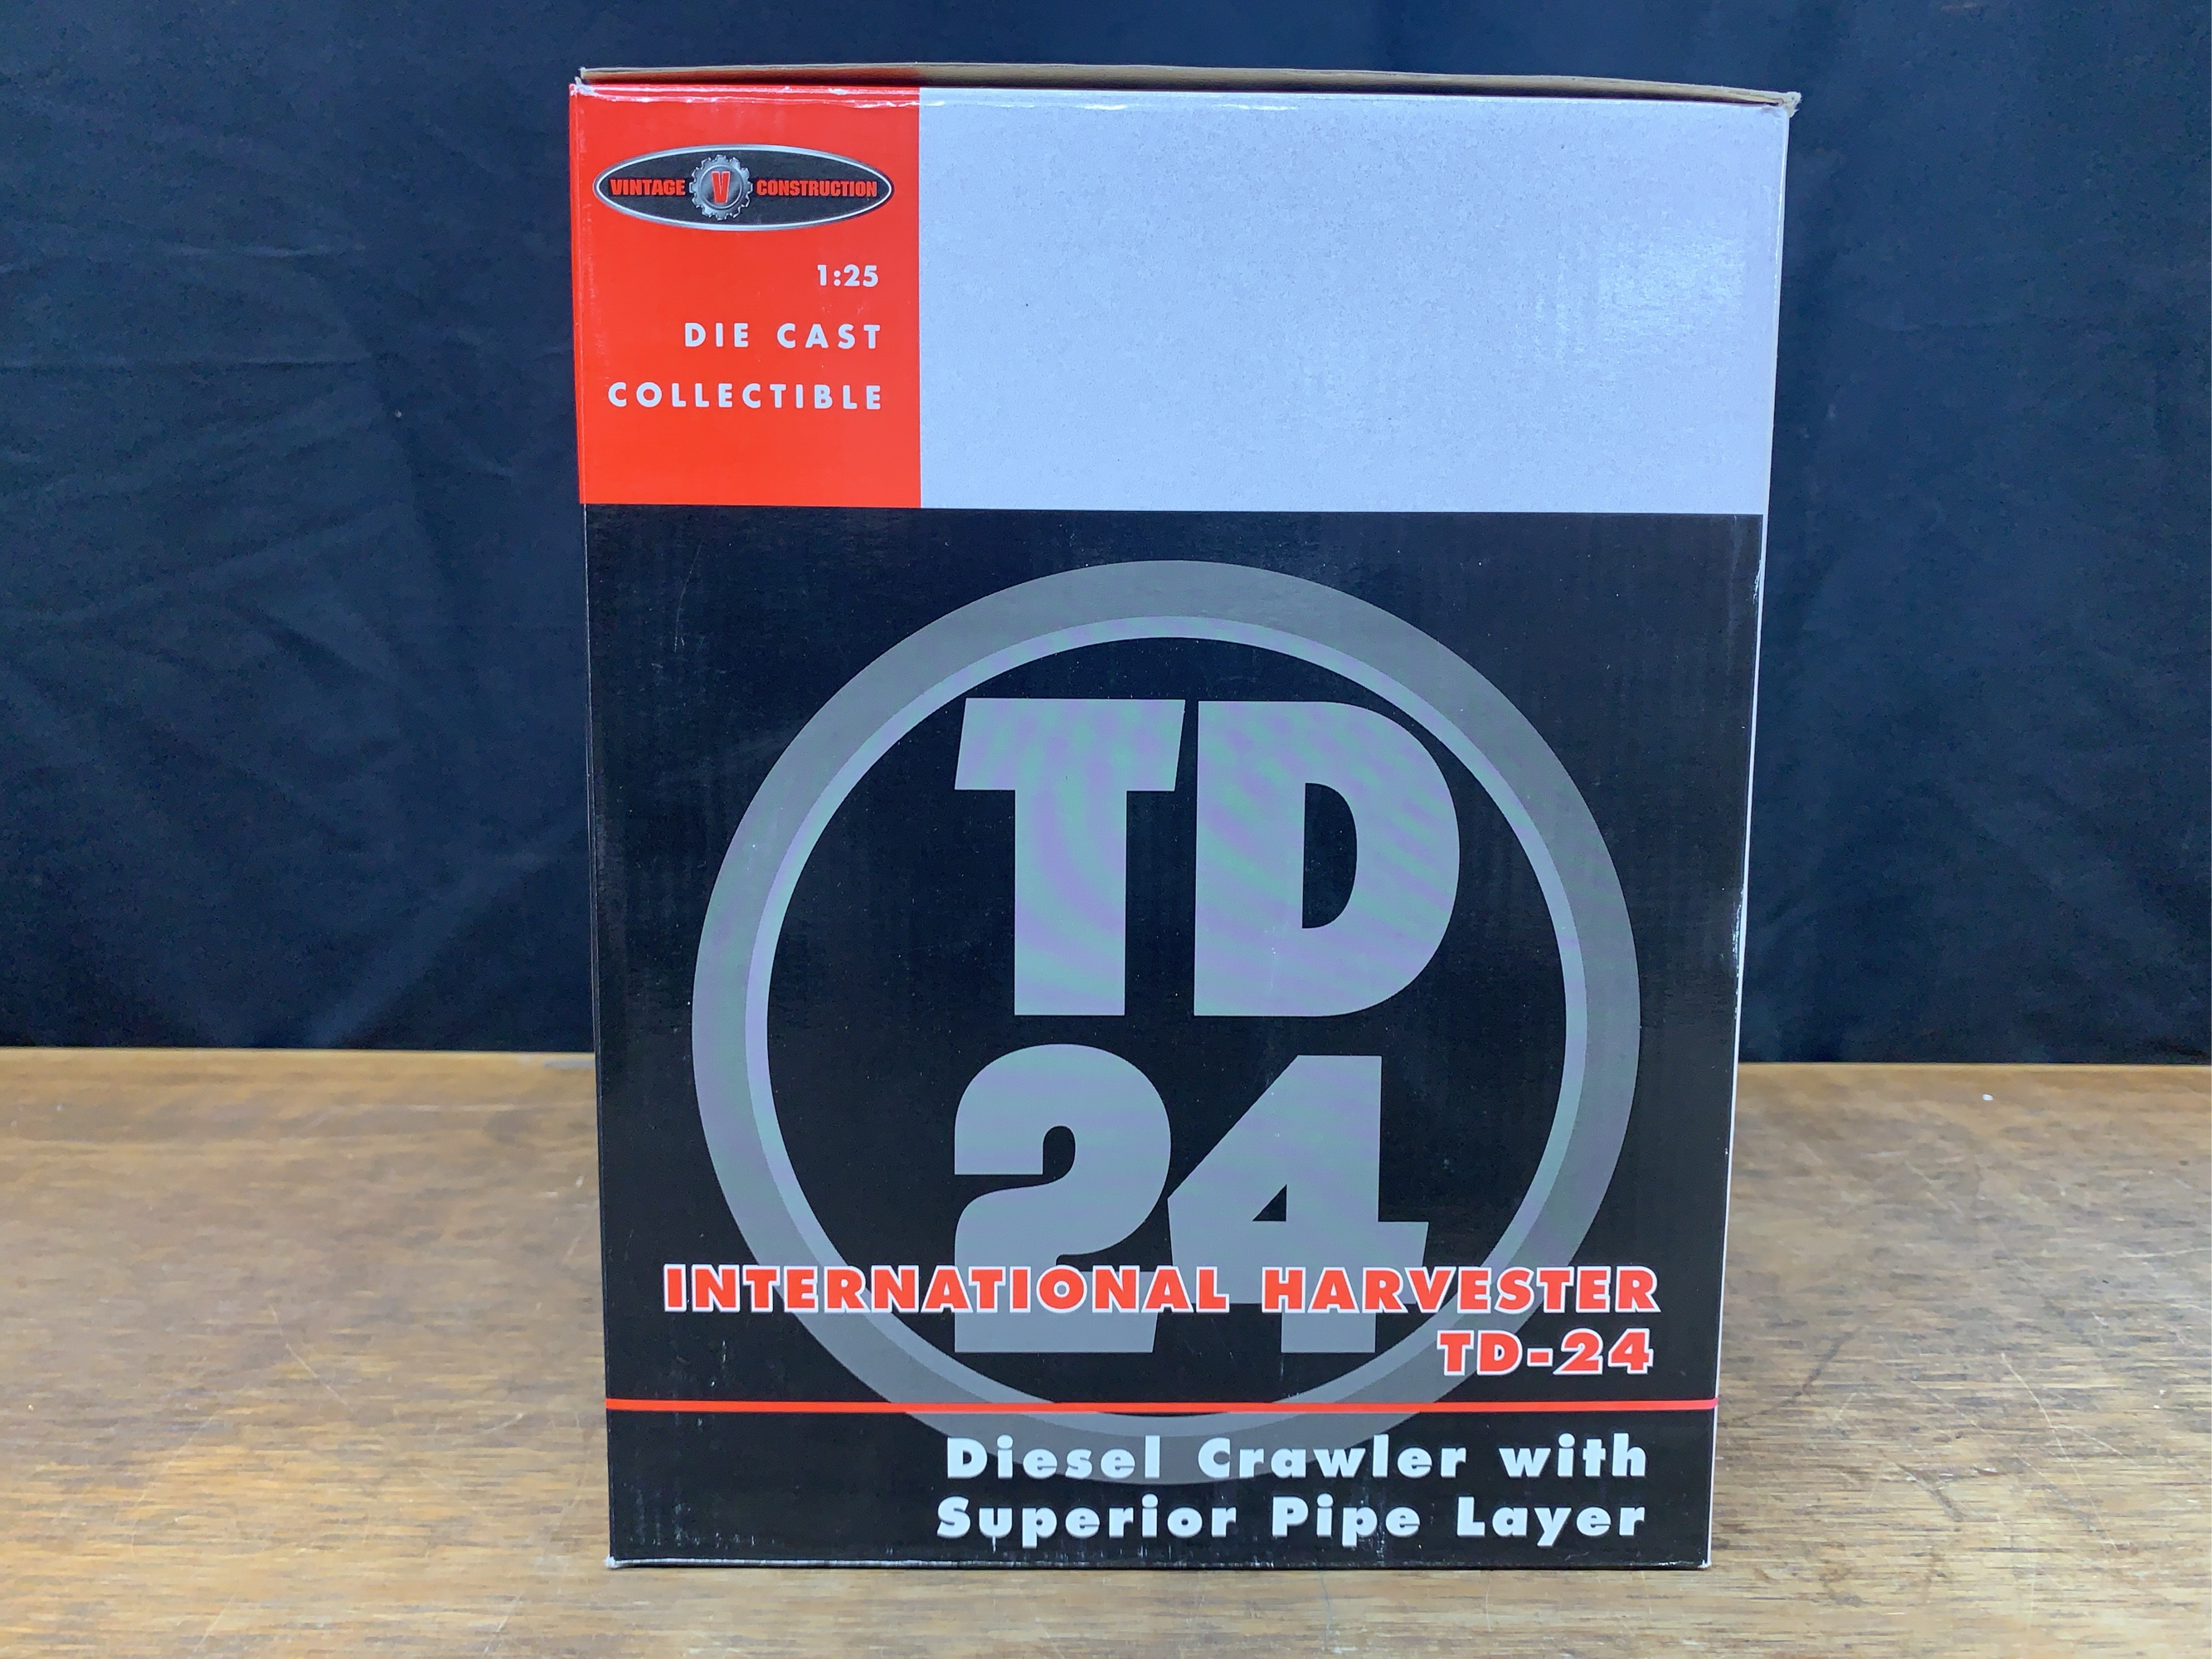 VINTAGE V CONSTRUCTION
1:25
DIE CAST
COLLECTIBLE
TD
24
INTERNATIONAL HARVESTER
TD-24
Diesel Crawler with
Superior Pipe Layer